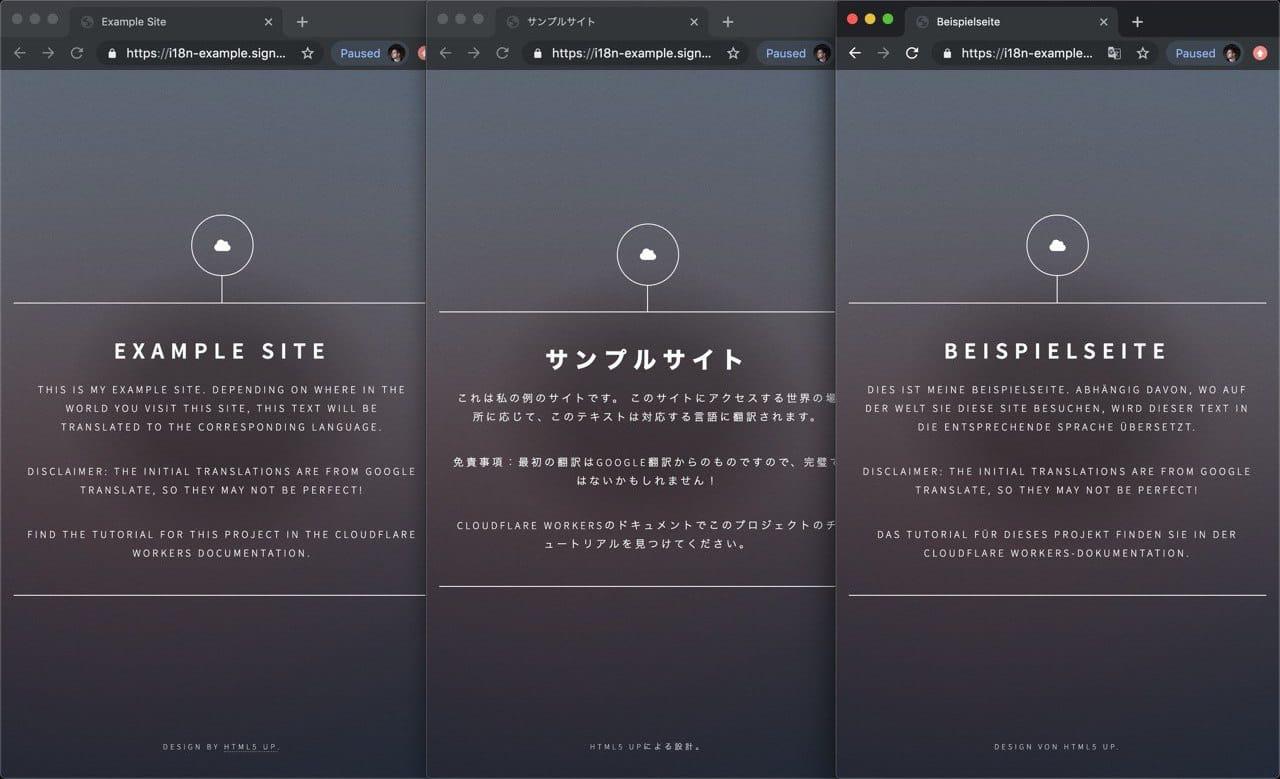 Example Site
https://i18n-example.sign...
Paused
EXAMPLE SITE
THIS IS MY EXAMPLE SITE. DEPENDING ON WHERE IN THE
WORLD YOU VISIT THIS SITE, THIS TEXT WILL BE
TRANSLATED TO THE CORRESPONDING LANGUAGE.
DISCLAIMER: THE INITIAL TRANSLATIONS ARE FROM GOOGLE
TRANSLATE, SO THEY MAY NOT BE PERFECT!
FIND THE TUTORIAL FOR THIS PROJECT IN THE CLOUDFLARE
WORKERS DOCUMENTATION.
DESIGN BY HTML5 UP.
サンプルサイト
https://i18n-example.sign...
Paused
サンプルサイト
これは私の例のサイトです。 このサイトにアクセスする世界の場
所に応じて、このテキストは対応する言語に翻訳されます。
免責事項：最初の翻訳はGOOGLE翻訳からのものですので、完璧で
はないかもしれません！
CLOUDFLARE WORKERSのドキュメントでこのプロジェクトのチ
ュートリアルを見つけてください。
HTML5 UPによる設計。
Beispielseite
https://i18n-example...
Paused
BEISPIELSEITE
DIES IST MEINE BEISPIELSEITE. ABHÄNGIG DAVON, WO AUF
DER WELT SIE DIESE SITE BESUCHEN, WIRD DIESER TEXT IN
DIE ENTSPRECHENDE SPRACHE ÜBERSETZT.
DISCLAIMER: THE INITIAL TRANSLATIONS ARE FROM GOOGLE
TRANSLATE, SO THEY MAY NOT BE PERFECT!
DAS TUTORIAL FÜR DIESES PROJEKT FINDEN SIE IN DER
CLOUDFLARE WORKERS-DOKUMENTATION.
DESIGN VON HTML5 UP.